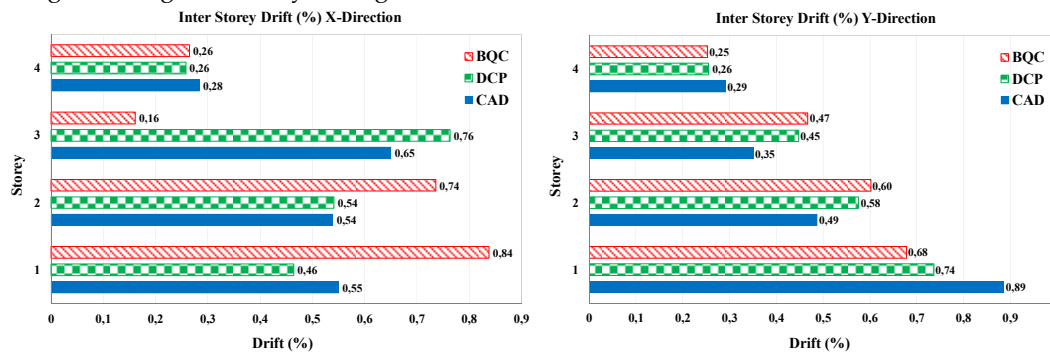 Inter Storey Drift (%) X-Direction
BQC
DCP
CAD
Storey
4
0,26
0,26
0,28
3
0,16
0,76
0,65
2
0,74
0,54
0,54
1
0,84
0,46
0,55
0 0,1 0,2 0,3 0,4 0,5 0,6 0,7 0,8 0,9
Drift (%)
Inter Storey Drift (%) Y-Direction
BQC
DCP
CAD
Storey
4
0,25
0,26
0,29
3
0,47
0,45
0,35
2
0,60
0,58
0,49
1
0,68
0,74
0,89
0 0,1 0,2 0,3 0,4 0,5 0,6 0,7 0,8 0,9
Drift (%)